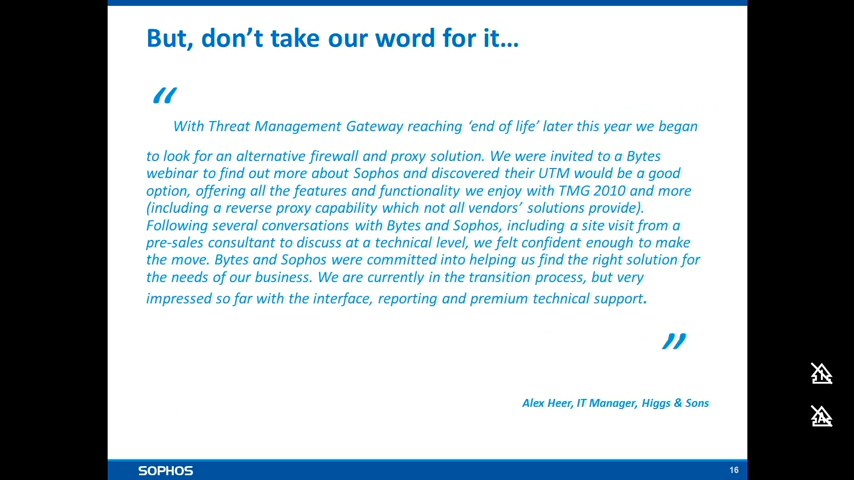 But, don't take our word for it...
“
With Threat Management Gateway reaching ‘end of life’ later this year we began
to look for an alternative firewall and proxy solution. We were invited to a Bytes
webinar to find out more about Sophos and discovered their UTM would be a good
option, offering all the features and functionality we enjoy with TMG 2010 and more
(including a reverse proxy capability which not all vendors’ solutions provide).
Following several conversations with Bytes and Sophos, including a site visit from a
pre-sales consultant to discuss at a technical level, we felt confident enough to make
the move. Bytes and Sophos were committed into helping us find the right solution for
the needs of our business. We are currently in the transition process, but very
impressed so far with the interface, reporting and premium technical support.
”
Alex Heer, IT Manager, Higgs & Sons
SOPHOS
16